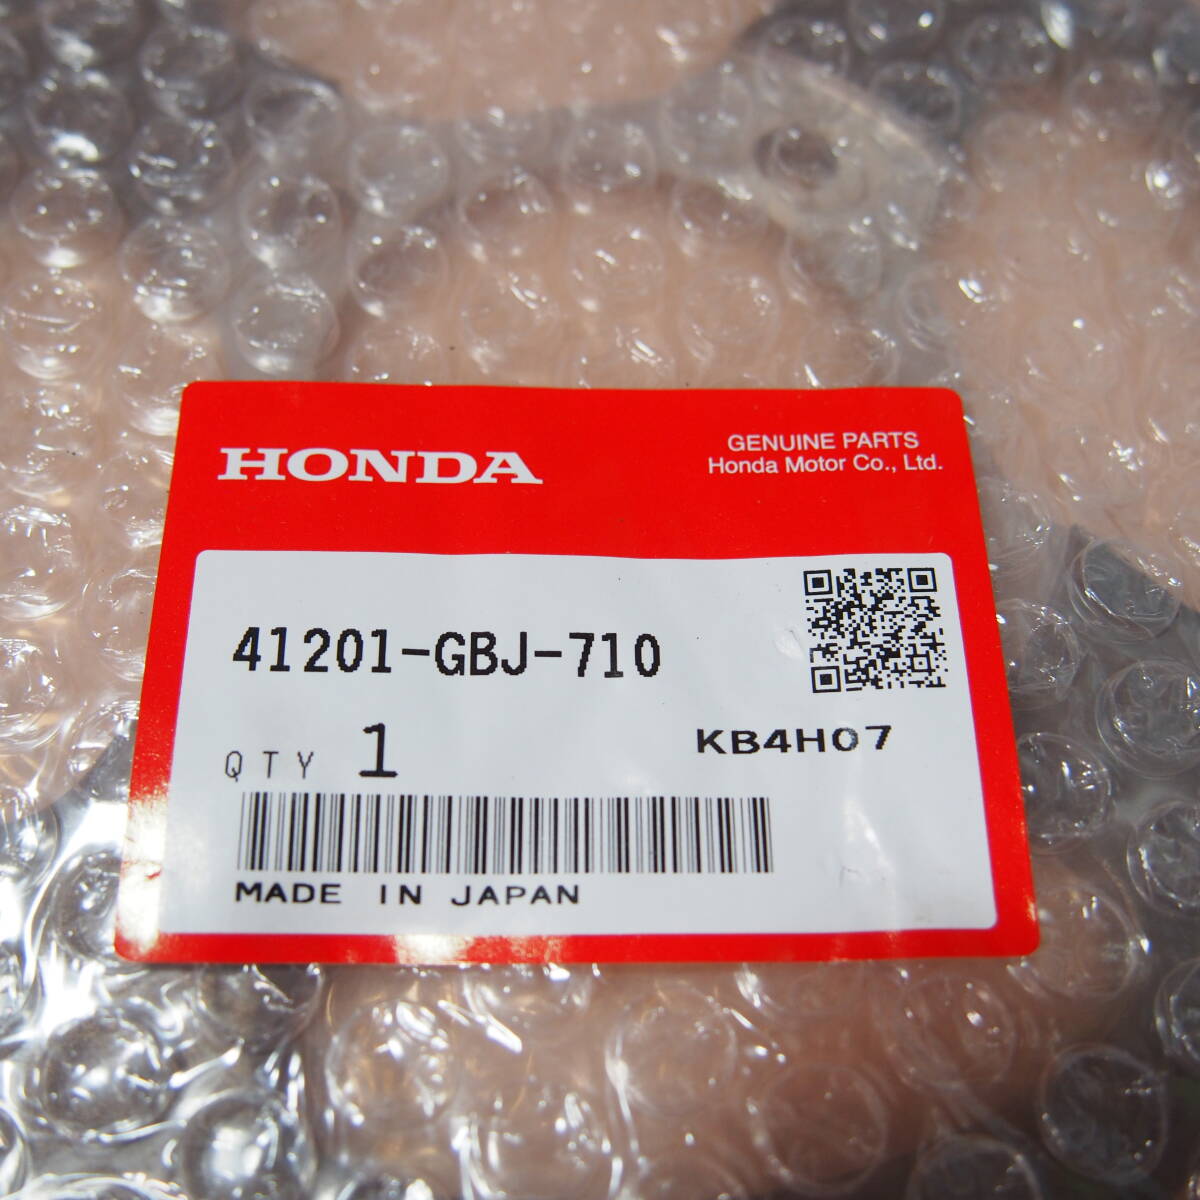 HONDA
GENUINE PARTS
Honda Motor Co., Ltd.
41201-GBJ-710
QTY 1
KB4H07
MADE IN JAPAN